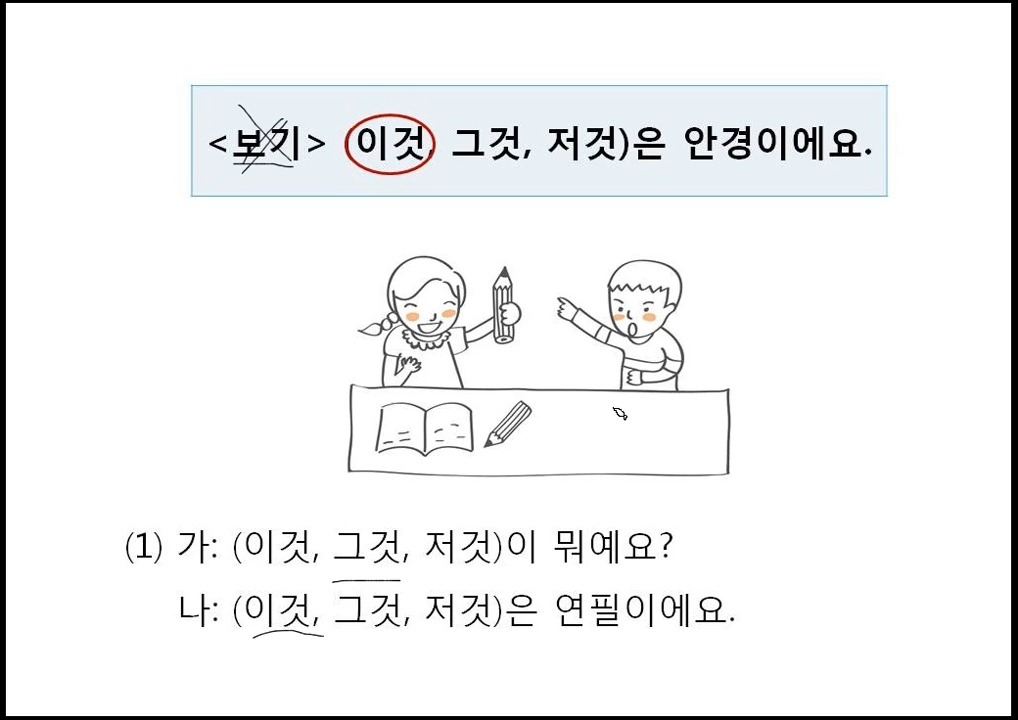 <보기> (이것, 그것, 저것)은 안경이에요.
(1) 가: (이것, 그것, 저것)이 뭐예요?
나: (이것, 그것, 저것)은 연필이에요.